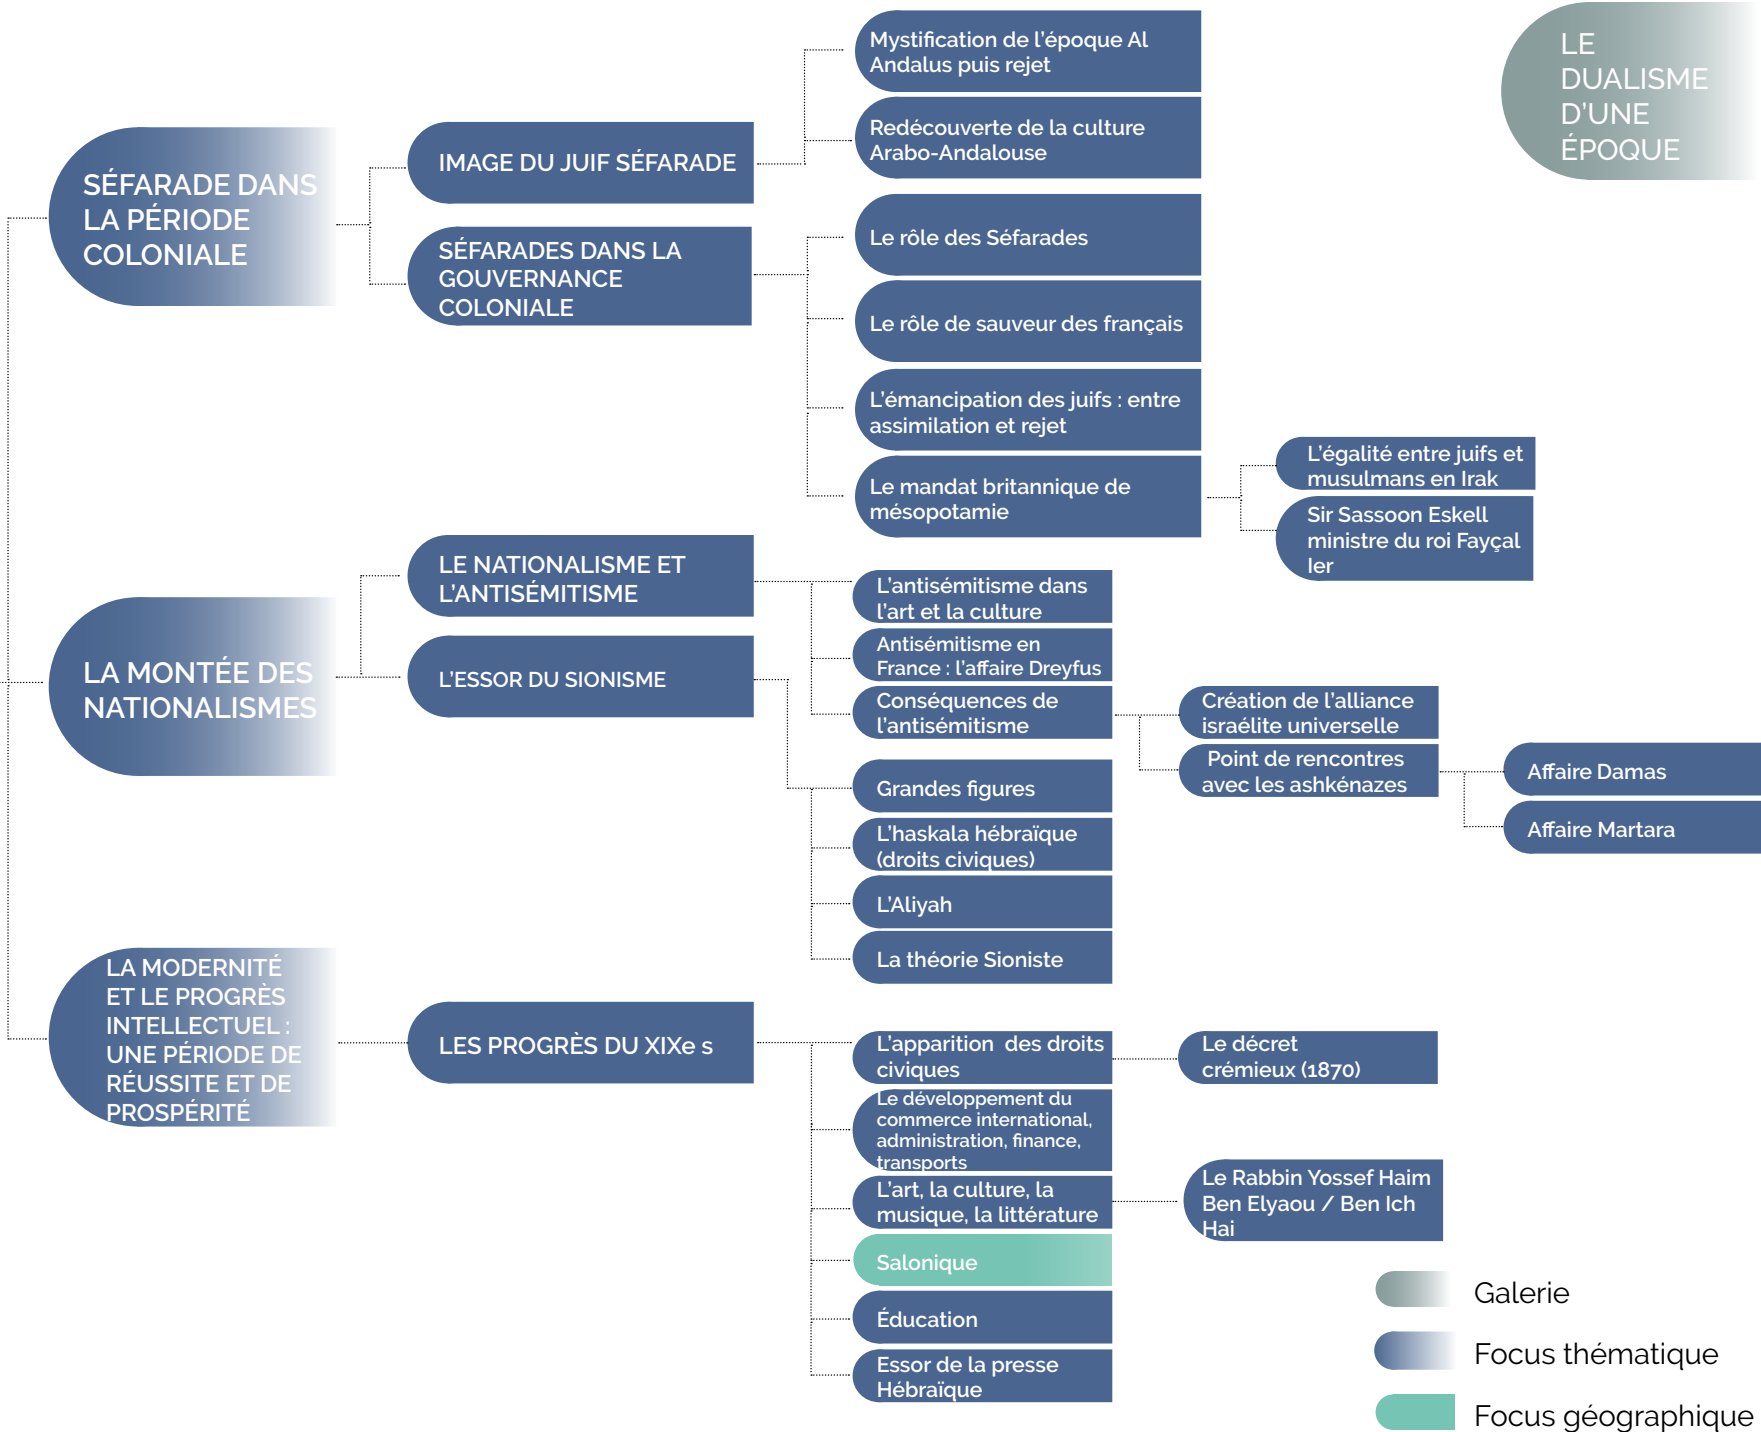 LE
DUALISME
D'UNE
ÉPOQUE
SÉFARADE DANS
LA PÉRIODE
COLONIALE
IMAGE DU JUIF SÉFARADE
Mystification de l'époque Al
Andalus puis rejet
Redécouverte de la culture
Arabo-Andalouse
SÉFARADES DANS LA
GOUVERNANCE
COLONIALE
Le rôle des Séfarades
Le rôle de sauveur des français
L'émancipation des juifs : entre
assimilation et rejet
Le mandat britannique de
mésopotamie
L'égalité entre juifs et
musulmans en Irak
Sir Sassoon Eskell
ministre du roi Fayçal
Ier
LA MONTÉE DES
NATIONALISMES
LE NATIONALISME ET
L'ANTISÉMITISME
L'antisémitisme dans
l'art et la culture
Antisémitisme en
France : l'affaire Dreyfus
Conséquences de
l'antisémitisme
Création de l'alliance
israélite universelle
Point de rencontres
avec les ashkénazes
Affaire Damas
Affaire Martara
L'ESSOR DU SIONISME
Grandes figures
L'haskala hébraïque
(droits civiques)
L'Aliyah
La théorie Sioniste
LA MODERNITÉ
ET LE PROGRÈS
INTELLECTUEL :
UNE PÉRIODE DE
RÉUSSITE ET DE
PROSPÉRITÉ
LES PROGRÈS DU XIXe s
L'apparition des droits
civiques
Le décret
crémieux (1870)
Le développement du
commerce international,
administration, finance,
transports
L'art, la culture, la
musique, la littérature
Le Rabbin Yossef Haim
Ben Elyaou / Ben Ich
Hai
Salonique
Éducation
Essor de la presse
Hébraïque
Galerie
Focus thématique
Focus géographique